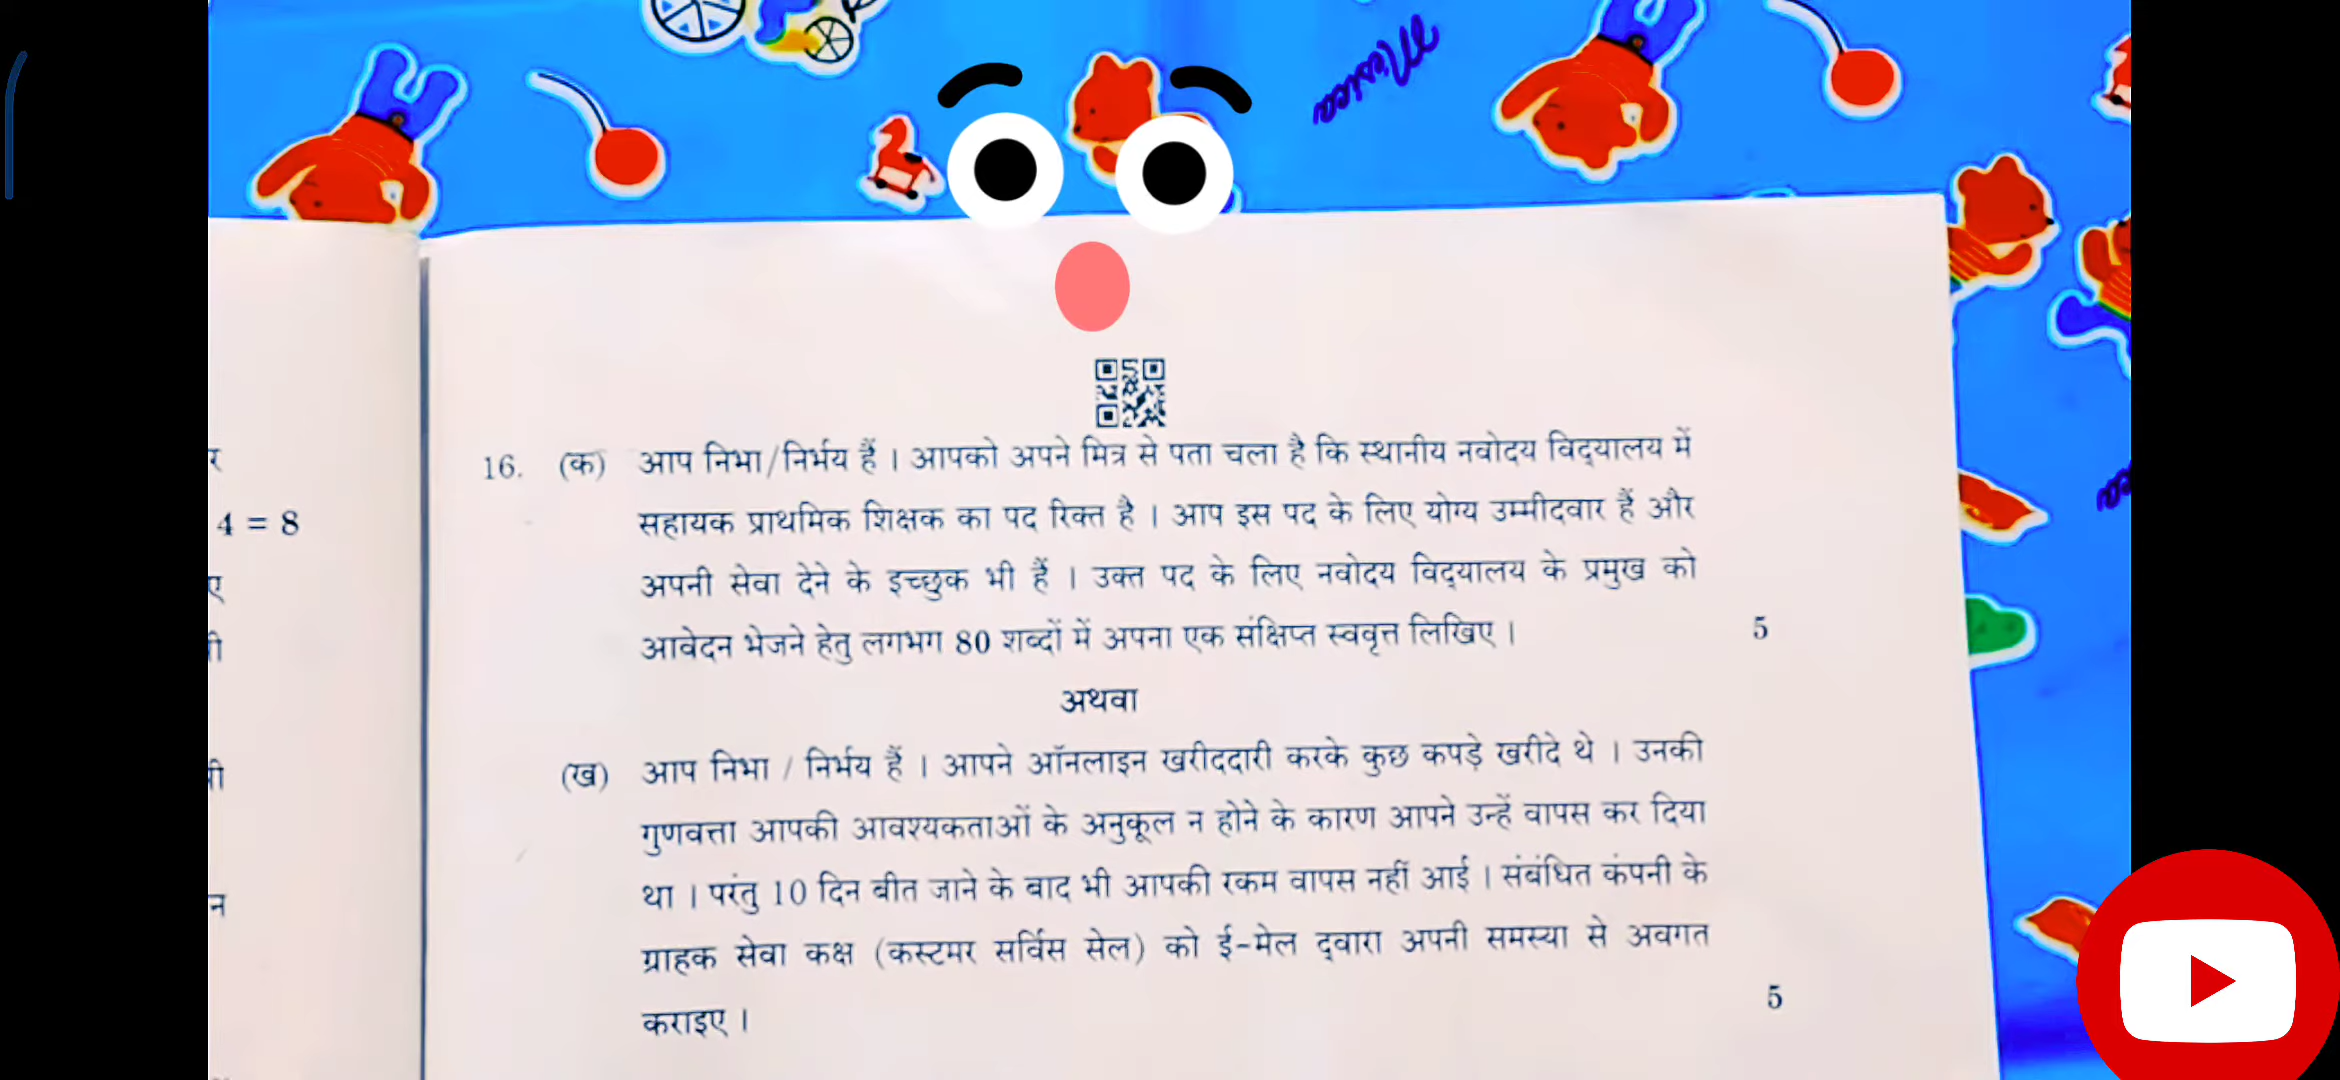 4 = 8
16. (क) आप निभा/निर्भय हैं । आपको अपने मित्र से पता चला है कि स्थानीय नवोदय विद्यालय में
सहायक प्राथमिक शिक्षक का पद रिक्त है । आप इस पद के लिए योग्य उम्मीदवार हैं और
अपनी सेवा देने के इच्छुक भी हैं । उक्त पद के लिए नवोदय विद्यालय के प्रमुख को
आवेदन भेजने हेतु लगभग 80 शब्दों में अपना एक संक्षिप्त स्ववृत्त लिखिए । 5
अथवा
(ख) आप निभा / निर्भय हैं । आपने ऑनलाइन खरीददारी करके कुछ कपड़े खरीदे थे । उनकी
गुणवत्ता आपकी आवश्यकताओं के अनुकूल न होने के कारण आपने उन्हें वापस कर दिया
था । परंतु 10 दिन बीत जाने के बाद भी आपकी रकम वापस नहीं आई । संबंधित कंपनी के
ग्राहक सेवा कक्ष (कस्टमर सर्विस सेल) को ई-मेल द्वारा अपनी समस्या से अवगत
कराइए । 5